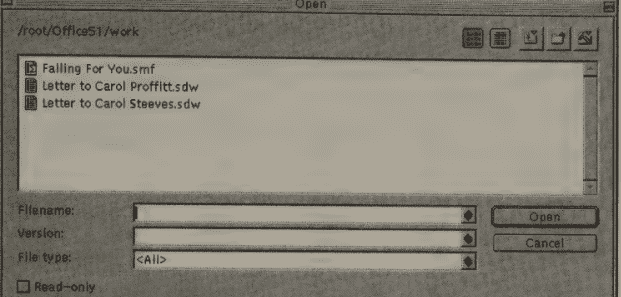 Open
/root/Office51/work
Falling For You.smf
Letter to Carol Proffitt.sdw
Letter to Carol Steeves.sdw
Filename:
Open
Version:
Cancel
File type:
<All>
Read-only